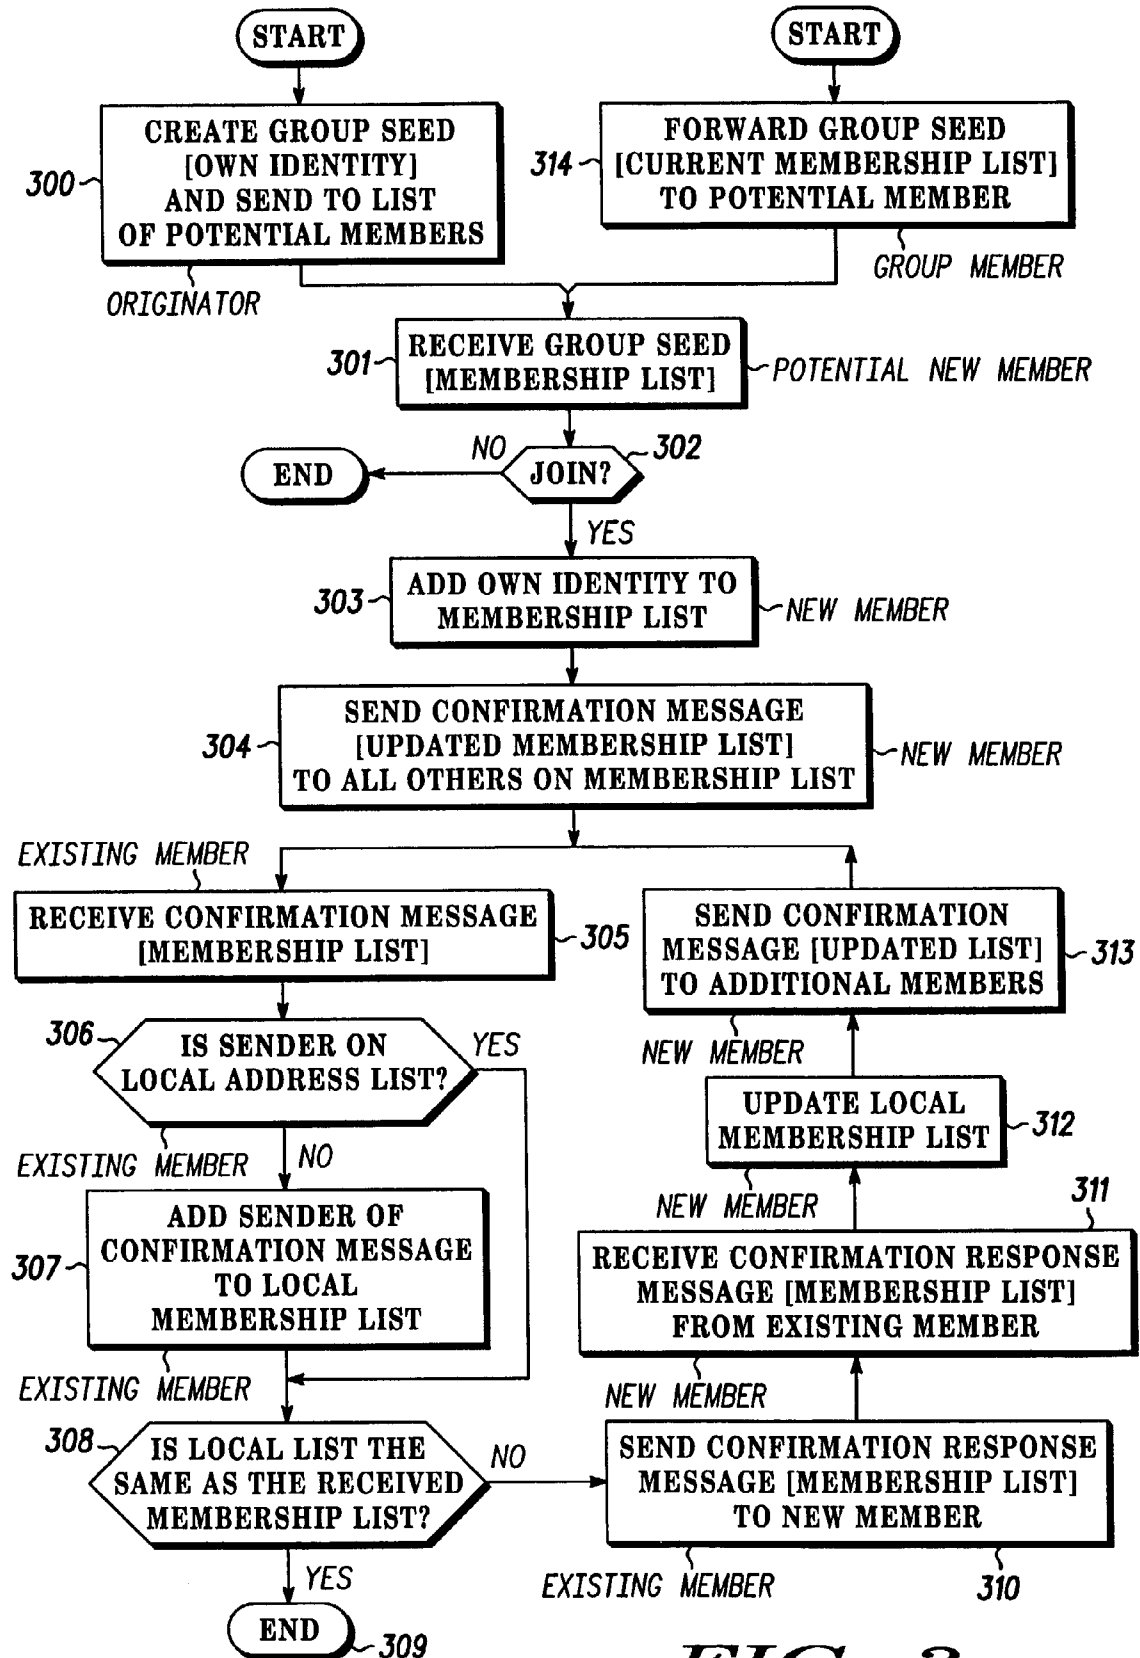 START
START
CREATE GROUP SEED
[OWN IDENTITY]
AND SEND TO LIST
OF POTENTIAL MEMBERS
300
ORIGINATOR
FORWARD GROUP SEED
[CURRENT MEMBERSHIP LIST]
TO POTENTIAL MEMBER
314
GROUP MEMBER
RECEIVE GROUP SEED
[MEMBERSHIP LIST]
301
POTENTIAL NEW MEMBER
JOIN?
302
NO
END
YES
ADD OWN IDENTITY TO
MEMBERSHIP LIST
303
NEW MEMBER
SEND CONFIRMATION MESSAGE
[UPDATED MEMBERSHIP LIST]
TO ALL OTHERS ON MEMBERSHIP LIST
304
NEW MEMBER
EXISTING MEMBER
RECEIVE CONFIRMATION MESSAGE
[MEMBERSHIP LIST]
305
306
IS SENDER ON
LOCAL ADDRESS LIST?
YES
EXISTING MEMBER
NO
ADD SENDER OF
CONFIRMATION MESSAGE
TO LOCAL
MEMBERSHIP LIST
307
EXISTING MEMBER
308
IS LOCAL LIST THE
SAME AS THE RECEIVED
MEMBERSHIP LIST?
NO
YES
END
309
SEND CONFIRMATION
MESSAGE [UPDATED LIST]
TO ADDITIONAL MEMBERS
313
NEW MEMBER
UPDATE LOCAL
MEMBERSHIP LIST
312
NEW MEMBER
311
RECEIVE CONFIRMATION RESPONSE
MESSAGE [MEMBERSHIP LIST]
FROM EXISTING MEMBER
NEW MEMBER
SEND CONFIRMATION RESPONSE
MESSAGE [MEMBERSHIP LIST]
TO NEW MEMBER
EXISTING MEMBER
310